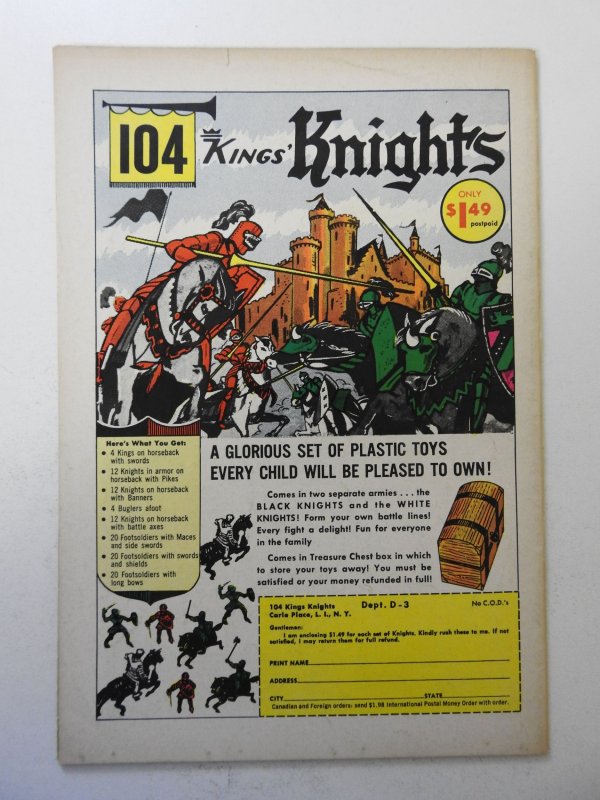 104 KINGS' Knights
ONLY
$1.49
postpaid
Here's What You Get:
• 4 Kings on horseback
with swords
• 12 Knights in armor on
horseback with Pikes
• 12 Knights on horseback
with Banners
• 4 Buglers afoot
• 12 Knights on horseback
with battle axes
• 20 Footsoldiers with Maces
and side swords
• 20 Footsoldiers with swords
and shields
• 20 Footsoldiers with
long bows
A GLORIOUS SET OF PLASTIC TOYS
EVERY CHILD WILL BE PLEASED TO OWN!
Comes in two separate armies . . . the
BLACK KNIGHTS and the WHITE
KNIGHTS! Form your own battle lines!
Every fight a delight! Fun for everyone
in the family
Comes in Treasure Chest box in which
to store your toys away! You must be
satisfied or your money refunded in full!
104 Kings Knights Dept. D-3 No C.O.D.'s
Carle Place, L. I., N. Y.
Gentlemen:
I am enclosing $1.49 for each set of Knights. Kindly rush these to me. If not
satisfied, I may return them for full refund.
PRINT NAME
ADDRESS
CITY STATE
Canadian and Foreign orders: send $1.98 International Postal Money Order with order.